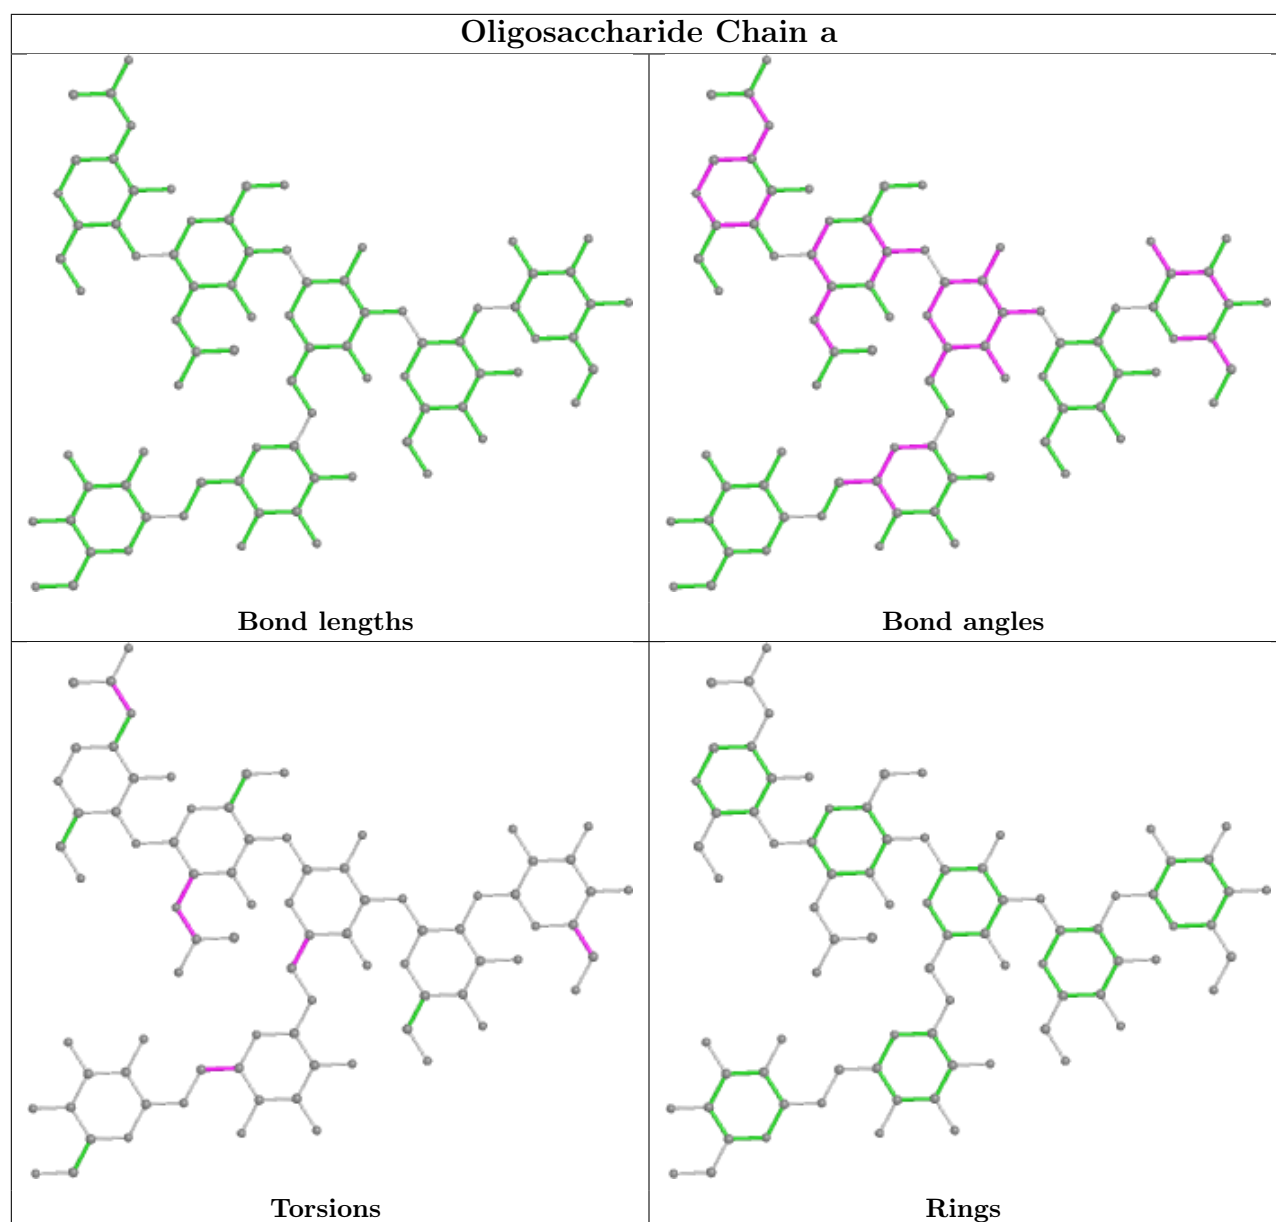 Oligosaccharide Chain a
Bond lengths
Bond angles
Torsions
Rings